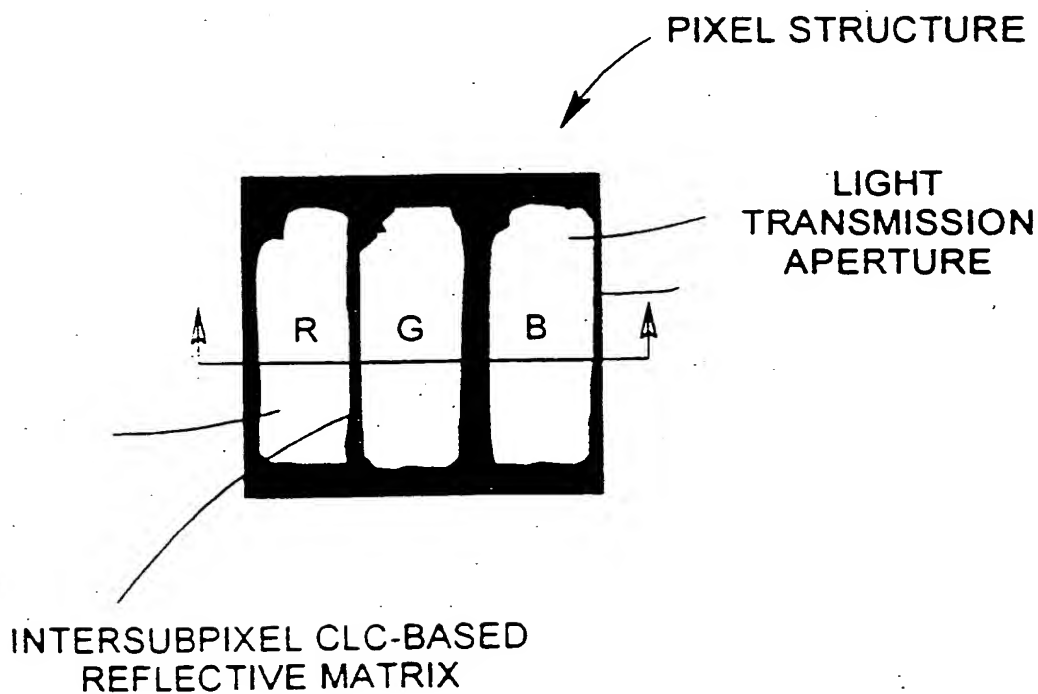 PIXEL STRUCTURE
LIGHT
TRANSMISSION
APERTURE
R G B
INTERSUBPIXEL CLC-BASED
REFLECTIVE MATRIX